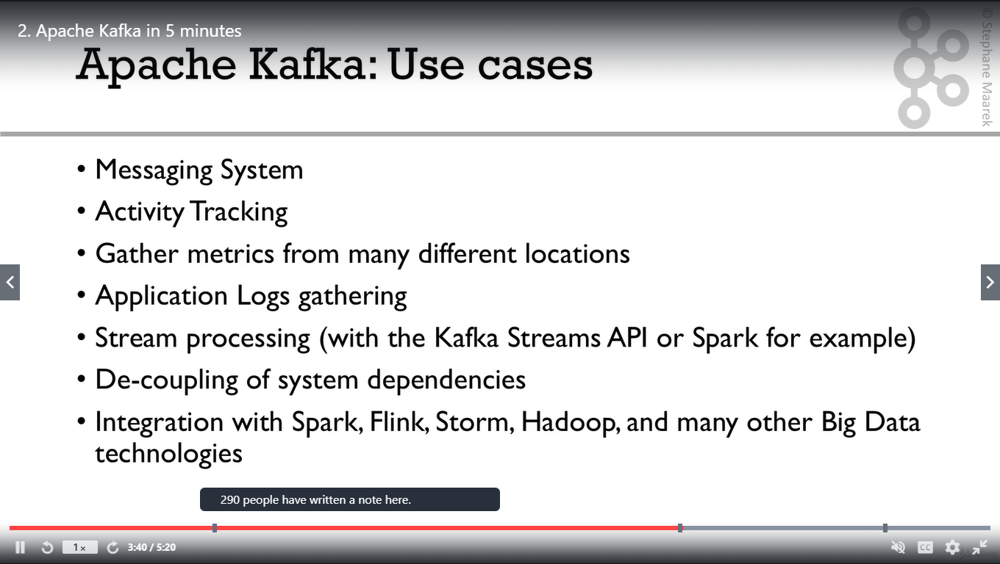 2. Apache Kafka in 5 minutes
Apache Kafka: Use cases
© Stephane Maarek
• Messaging System
• Activity Tracking
• Gather metrics from many different locations
• Application Logs gathering
• Stream processing (with the Kafka Streams API or Spark for example)
• De-coupling of system dependencies
• Integration with Spark, Flink, Storm, Hadoop, and many other Big Data
technologies
290 people have written a note here.
1 x
3:40 / 5:20
CC